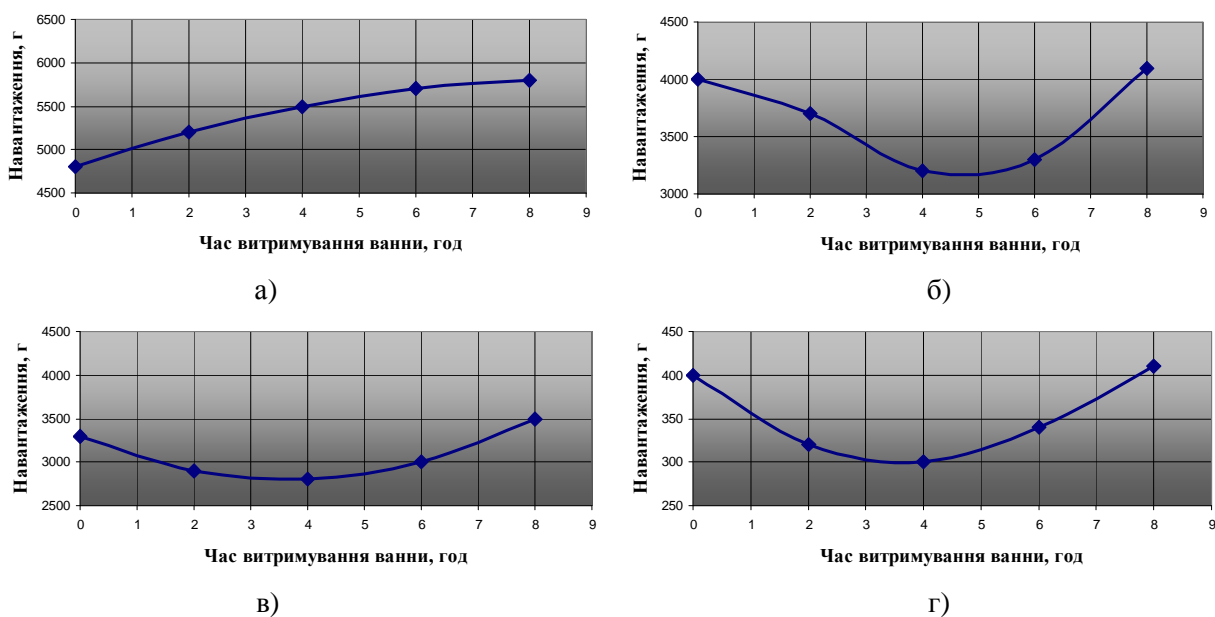 Навантаження, г
6500
6000
5500
5000
4500
0 1 2 3 4 5 6 7 8 9
Час витримування ванни, год
а)
Навантаження, г
4500
4000
3500
3000
0 1 2 3 4 5 6 7 8 9
Час витримування ванни, год
б)
Навантаження, г
4500
4000
3500
3000
2500
0 1 2 3 4 5 6 7 8 9
Час витримування ванни, год
в)
Навантаження, г
450
400
350
300
250
0 1 2 3 4 5 6 7 8 9
Час витримування ванни, год
г)